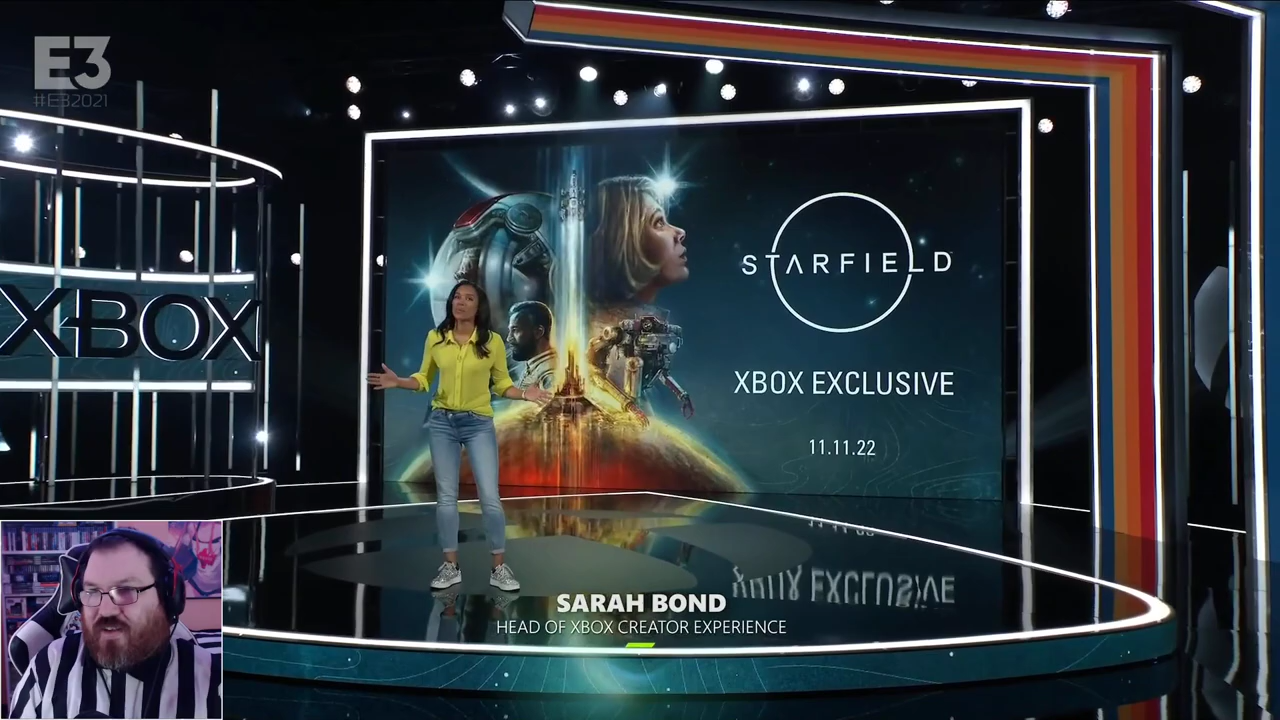 E3
#E32021
XBOX
STARFIELD
XBOX EXCLUSIVE
11.11.22
XBOX EXCLUSIVE
SARAH BOND
HEAD OF XBOX CREATOR EXPERIENCE